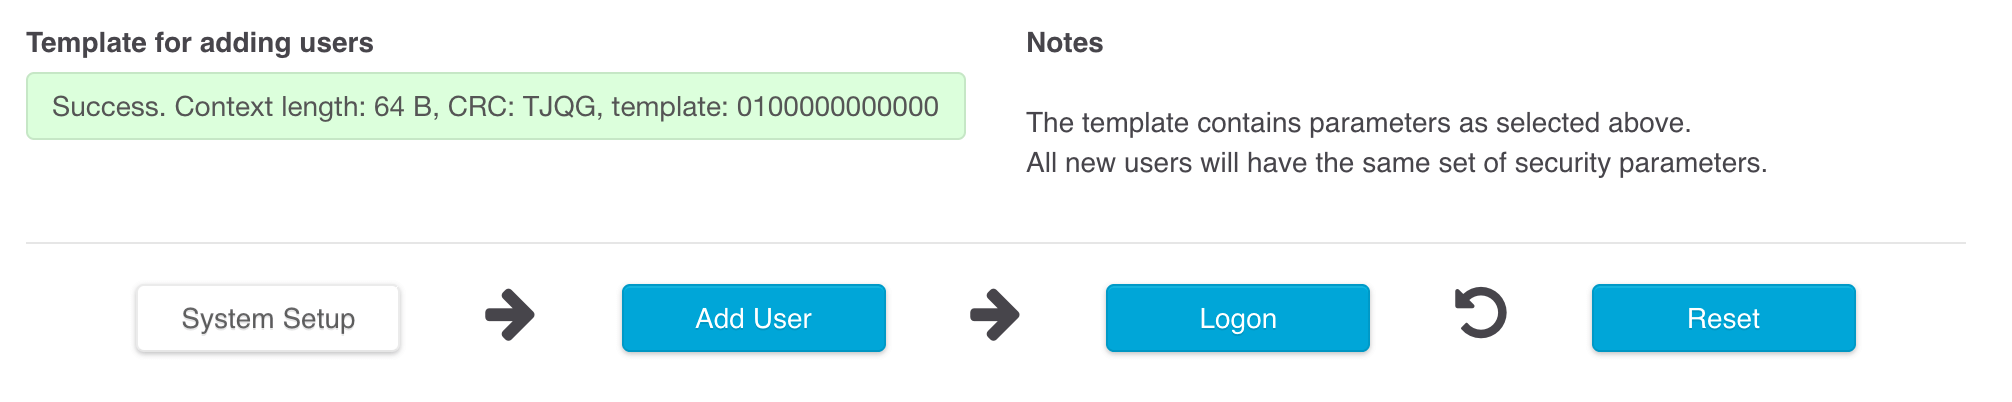 Template for adding users
Success. Context length: 64 B, CRC: TJQG, template: 0100000000000
Notes
The template contains parameters as selected above.
All new users will have the same set of security parameters.
System Setup
Add User
Logon
Reset